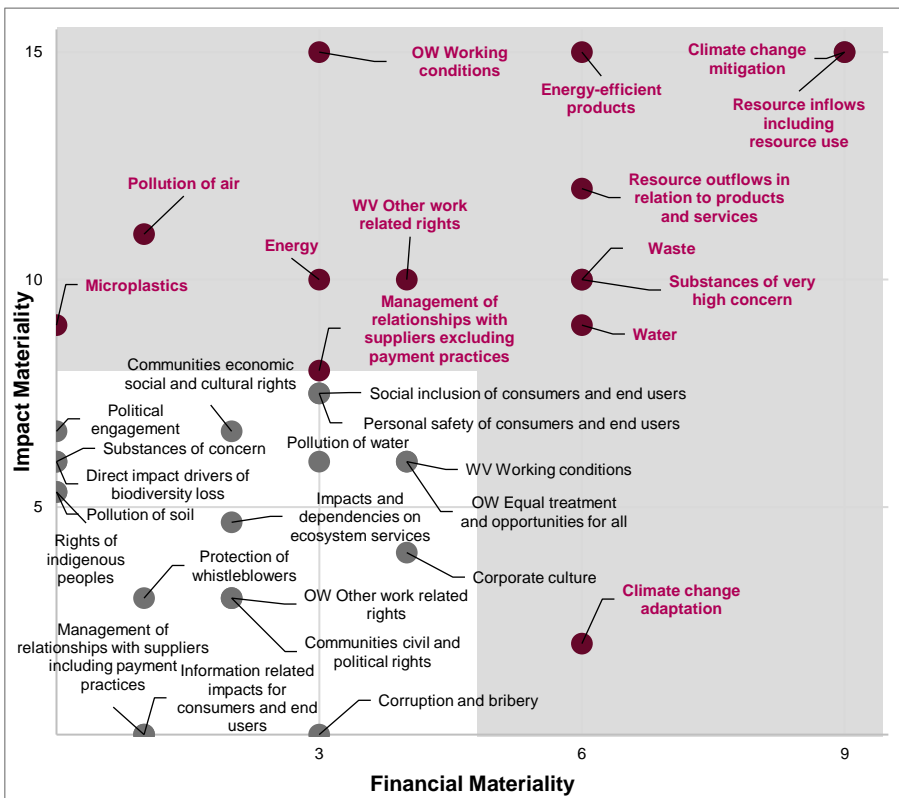 15
OW Working
conditions
Energy-efficient
products
Climate change
mitigation
Resource inflows
including
resource use
Pollution of air
WV Other work
related rights
Resource outflows in
relation to products
and services
Energy
Waste
10
Microplastics
Substances of very
high concern
Management of
relationships with
suppliers excluding
payment practices
Water
Impact Materiality
Communities economic
social and cultural rights
Social inclusion of consumers and end users
Political
engagement
Personal safety of consumers and end users
Substances of concern
Pollution of water
Direct impact drivers of
biodiversity loss
WV Working conditions
5
Pollution of soil
Impacts and
dependencies on
ecosystem services
OW Equal treatment
and opportunities for all
Rights of
indigenous
peoples
Protection of
whistleblowers
Corporate culture
OW Other work related
rights
Climate change
adaptation
Management of
relationships with suppliers
including payment
practices
Communities civil and
political rights
Information related
impacts for
consumers and end
users
Corruption and bribery
3
6
9
Financial Materiality